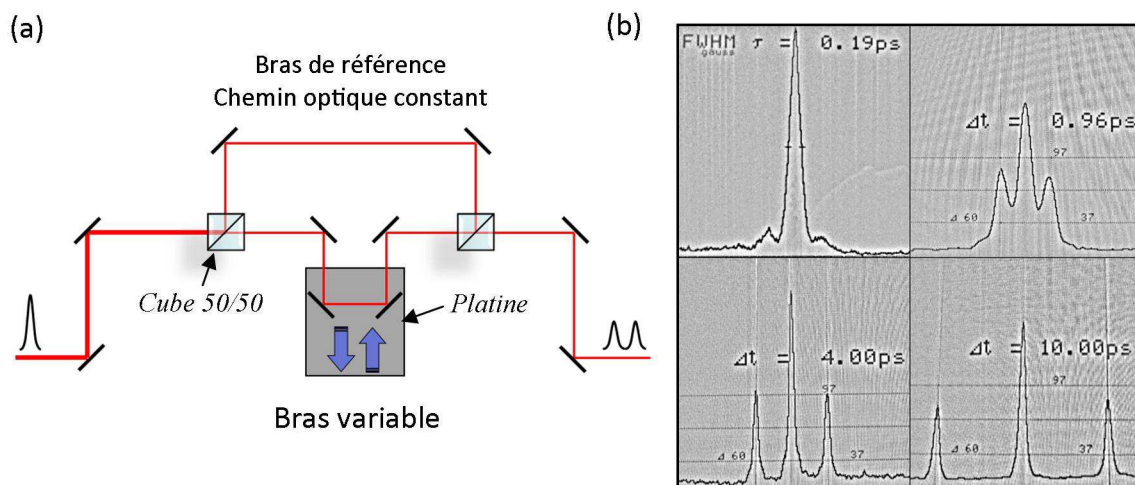 (a)
Bras de référence
Chemin optique constant
Cube 50/50
Platine
Bras variable
(b)
FWHM τ = 0.19ps
gauss
Δt = 0.96ps
97
Δ 60
37
Δt = 4.00ps
97
Δ 60
37
Δt = 10.00ps
97
Δ 60
37